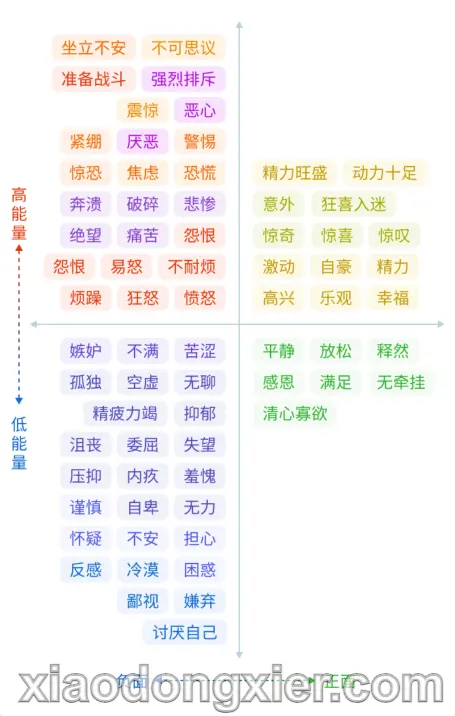 坐立不安 不可思议
准备战斗 强烈排斥
震惊 恶心
紧绷 厌恶 警惕
惊恐 焦虑 恐慌
奔溃 破碎 悲惨
绝望 痛苦 怨恨
怨恨 易怒 不耐烦
烦躁 狂怒 愤怒
精力旺盛 动力十足
意外 狂喜入迷
惊奇 惊喜 惊叹
激动 自豪 精力
高兴 乐观 幸福
高能量
低能量
嫉妒 不满 苦涩
孤独 空虚 无聊
精疲力竭 抑郁
沮丧 委屈 失望
压抑 内疚 羞愧
谨慎 自卑 无力
怀疑 不安 担心
反感 冷漠 困惑
鄙视 嫌弃
讨厌自己
平静 放松 释然
感恩 满足 无牵挂
清心寡欲
负面 正面
xiaodongxier.com